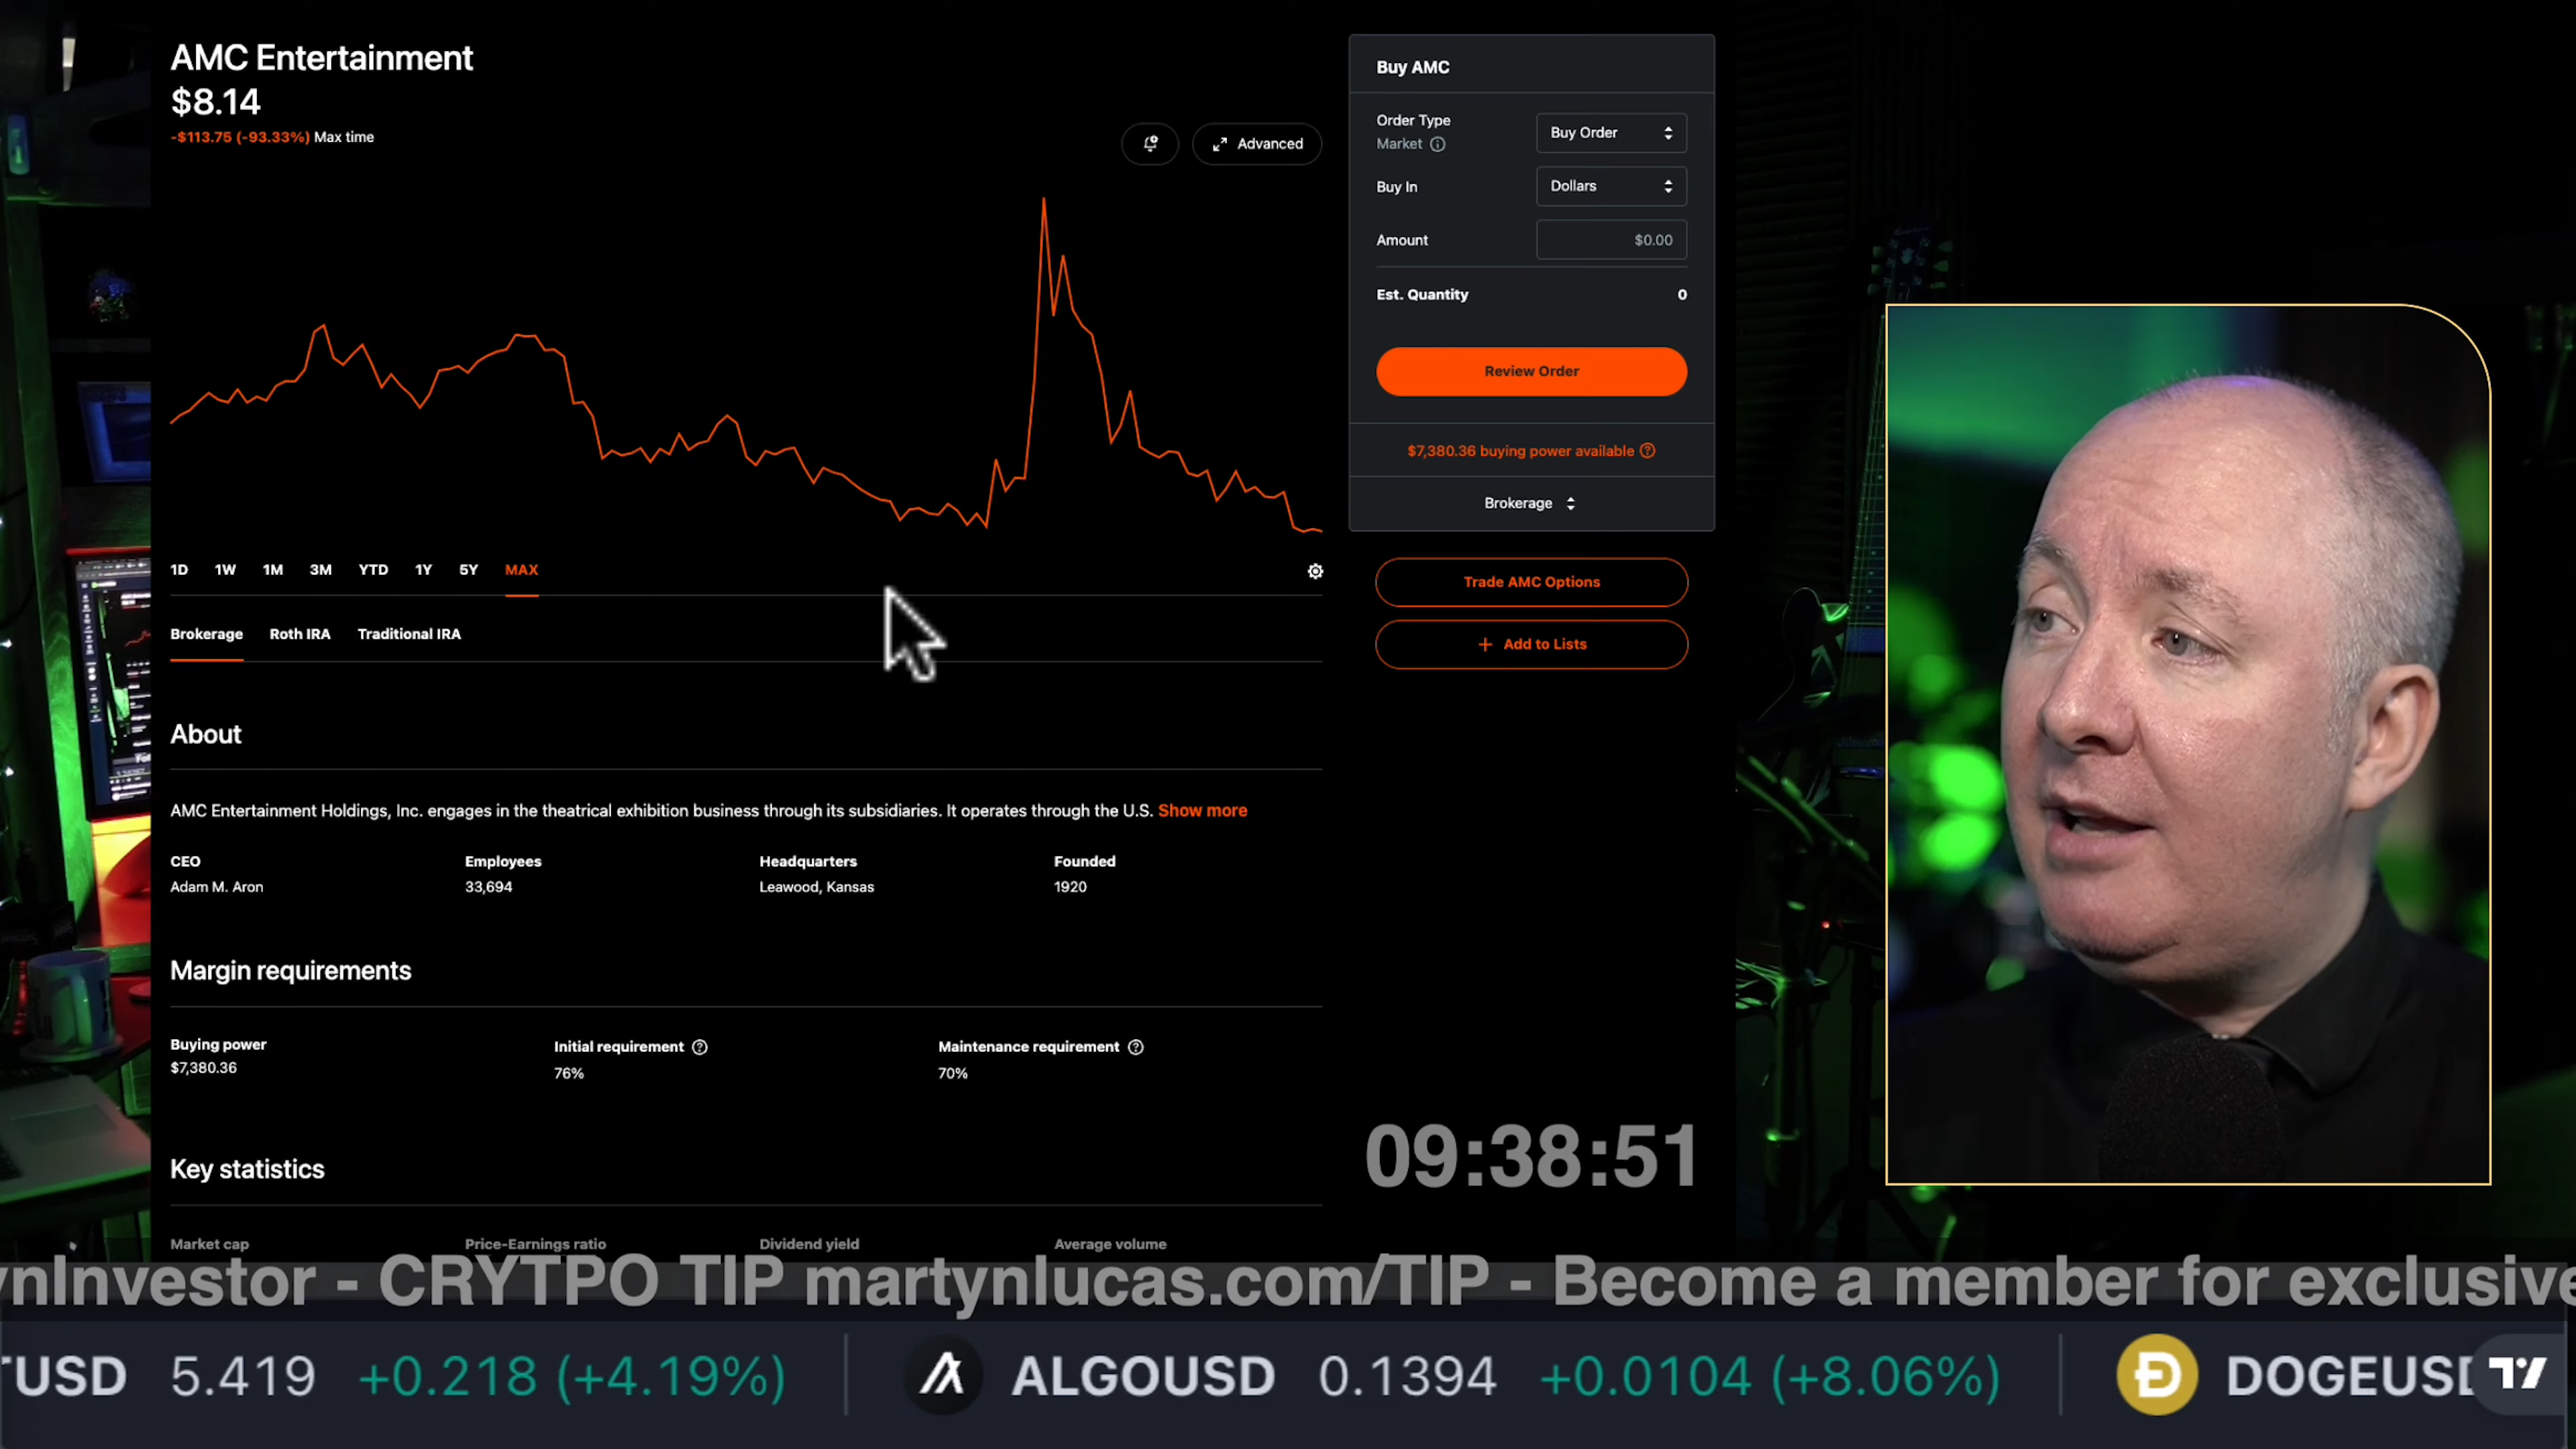 AMC Entertainment
$8.14
-$113.75 (-93.33%) Max time
Advanced
1D 1W 1M 3M YTD 1Y 5Y MAX
Brokerage Roth IRA Traditional IRA
About
AMC Entertainment Holdings, Inc. engages in the theatrical exhibition business through its subsidiaries. It operates through the U.S. Show more
CEO Employees Headquarters Founded
Adam M. Aron 33,694 Leawood, Kansas 1920
Margin requirements
Buying power Initial requirement Maintenance requirement
$7,380.36 76% 70%
Key statistics
Market cap Price-Earnings ratio Dividend yield Average volume
Buy AMC
Order Type Buy Order
Market
Buy In Dollars
Amount $0.00
Est. Quantity 0
Review Order
$7,380.36 buying power available
Brokerage
Trade AMC Options
+ Add to Lists
09:38:51
ynInvestor - CRYTPO TIP martynlucas.com/TIP - Become a member for exclusive
TUSD 5.419 +0.218 (+4.19%) ALGOUSD 0.1394 +0.0104 (+8.06%) DOGEUSD